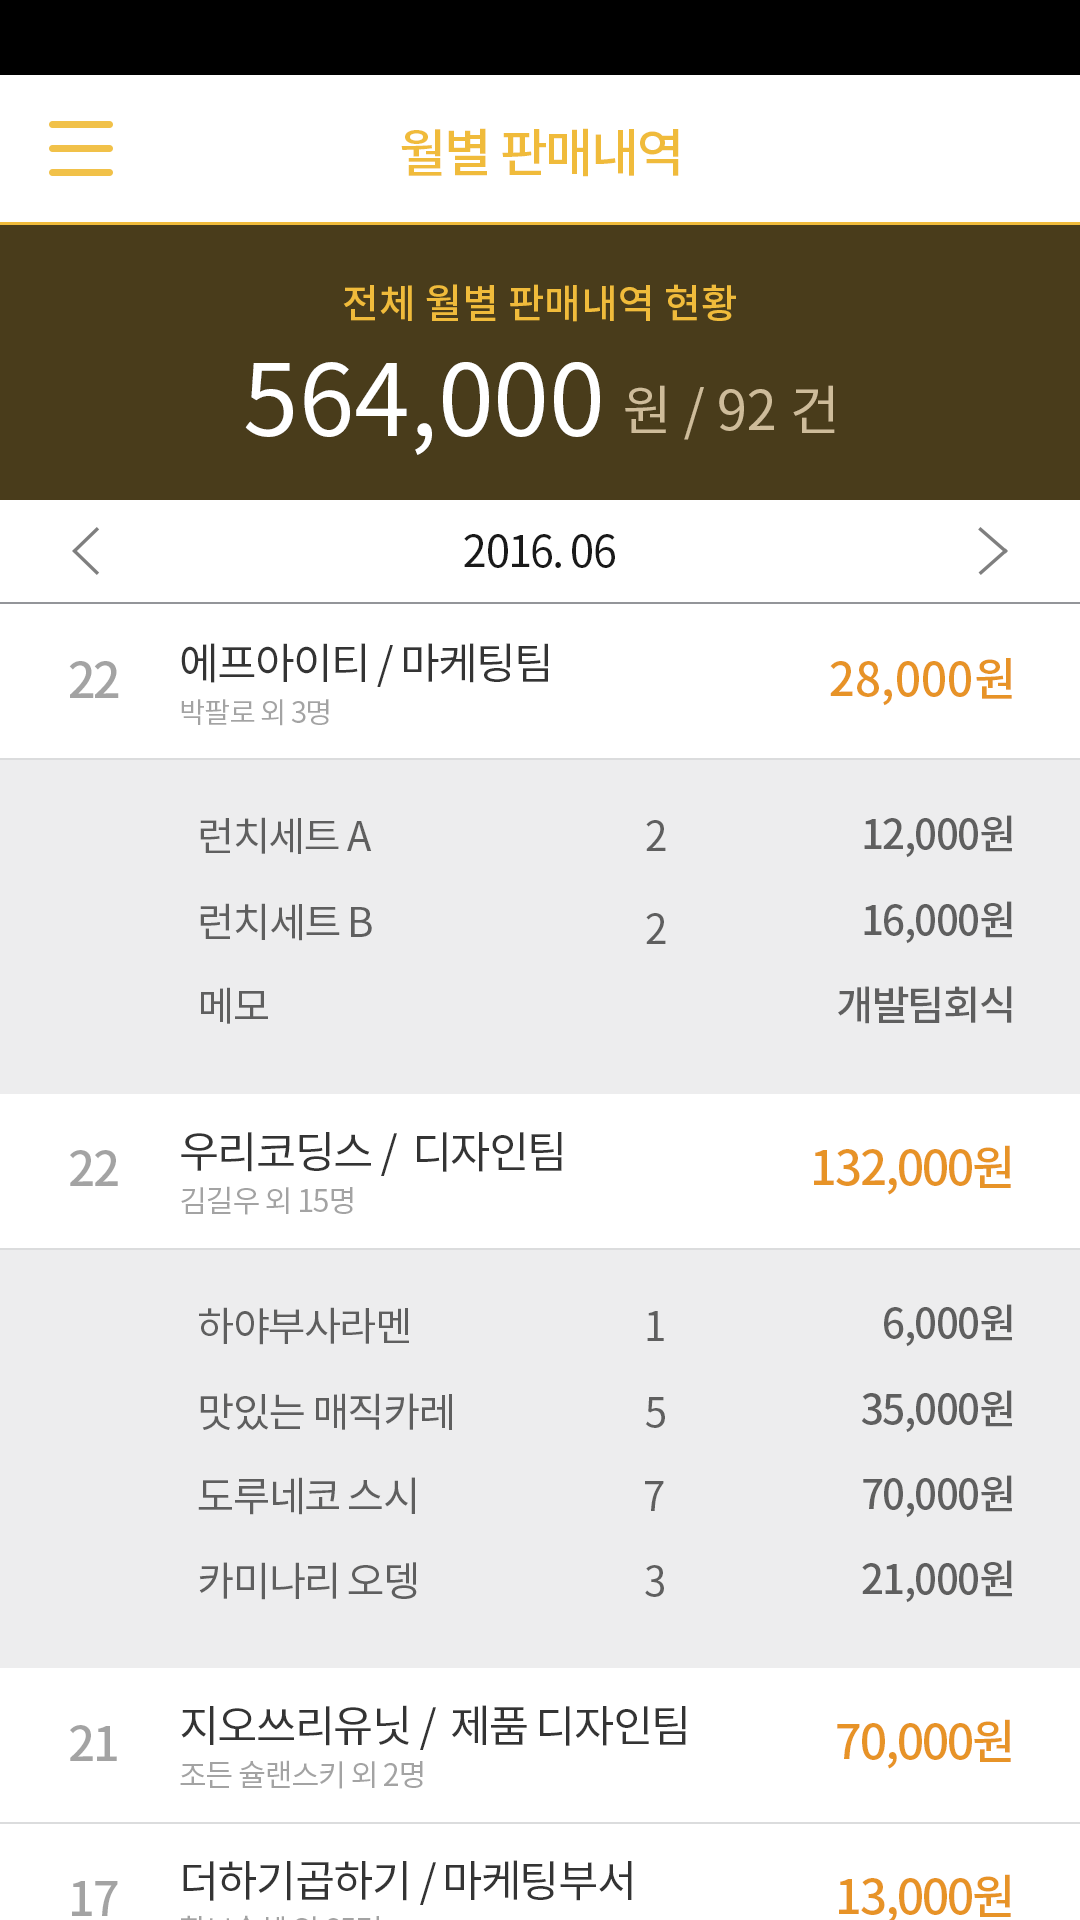 월별 판매내역
전체 월별 판매내역 현황
564,000 원 / 92 건
2016. 06
22 에프아이티 / 마케팅팀 28,000원
박팔로 외 3명
런치세트 A 2 12,000원
런치세트 B 2 16,000원
메모 개발팀회식
22 우리코딩스 / 디자인팀 132,000원
김길우 외 15명
하야부사라멘 1 6,000원
맛있는 매직카레 5 35,000원
도루네코 스시 7 70,000원
카미나리 오뎅 3 21,000원
21 지오쓰리유닛 / 제품 디자인팀 70,000원
조든 슐랜스키 외 2명
17 더하기곱하기 / 마케팅부서 13,000원